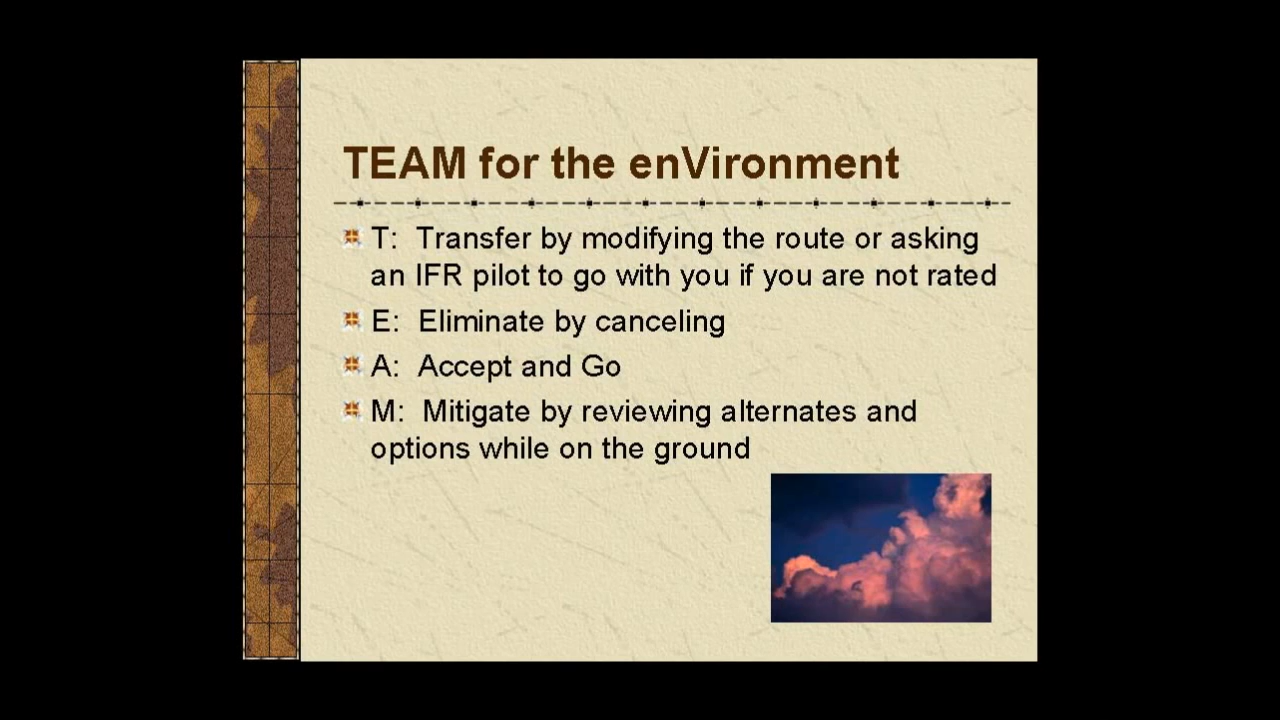 TEAM for the enVironment
T: Transfer by modifying the route or asking
an IFR pilot to go with you if you are not rated
E: Eliminate by canceling
A: Accept and Go
M: Mitigate by reviewing alternates and
options while on the ground